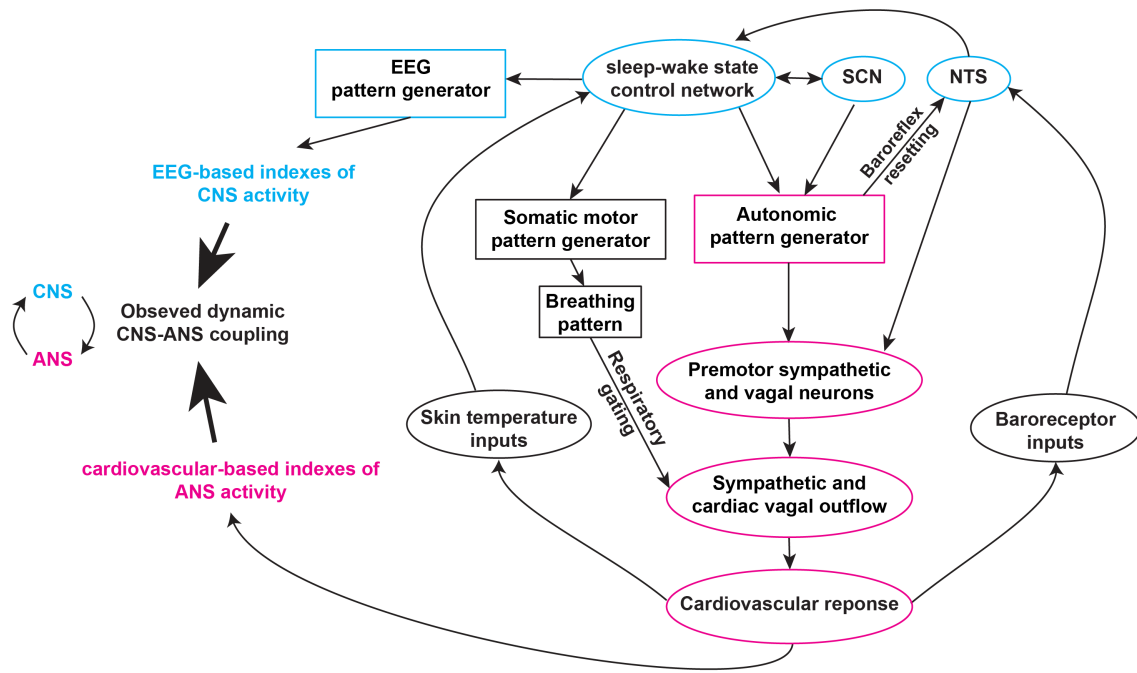 EEG
pattern generator
sleep-wake state
control network
SCN
NTS
Baroreflex
resetting
EEG-based indexes of
CNS activity
Somatic motor
pattern generator
Autonomic
pattern generator
CNS
ANS
Obseved dynamic
CNS-ANS coupling
Breathing
pattern
Respiratory
gating
Premotor sympathetic
and vagal neurons
Skin temperature
inputs
Baroreceptor
inputs
cardiovascular-based indexes of
ANS activity
Sympathetic and
cardiac vagal outflow
Cardiovascular reponse